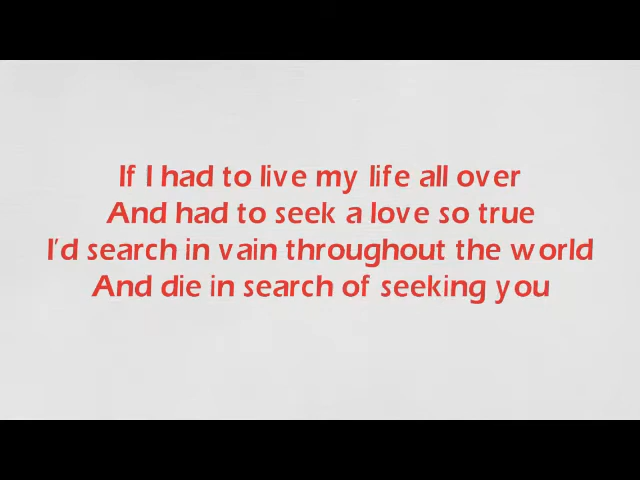 If I had to live my life all over
And had to seek a love so true
I'd search in vain throughout the world
And die in search of seeking you